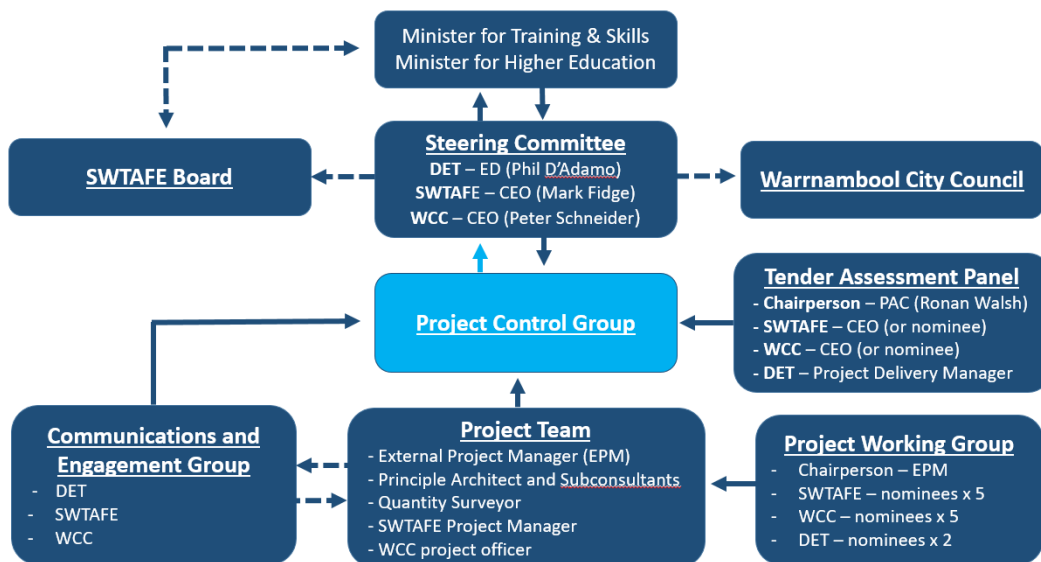 Minister for Training & Skills
Minister for Higher Education
Steering Committee
DET – ED (Phil D’Adamo)
SWTAFE – CEO (Mark Fidge)
WCC – CEO (Peter Schneider)
SWTAFE Board
Warrnambool City Council
Project Control Group
Tender Assessment Panel
- Chairperson – PAC (Ronan Walsh)
- SWTAFE – CEO (or nominee)
- WCC – CEO (or nominee)
- DET – Project Delivery Manager
Communications and
Engagement Group
- DET
- SWTAFE
- WCC
Project Team
- External Project Manager (EPM)
- Principle Architect and Subconsultants
- Quantity Surveyor
- SWTAFE Project Manager
- WCC project officer
Project Working Group
- Chairperson – EPM
- SWTAFE – nominees x 5
- WCC – nominees x 5
- DET – nominees x 2